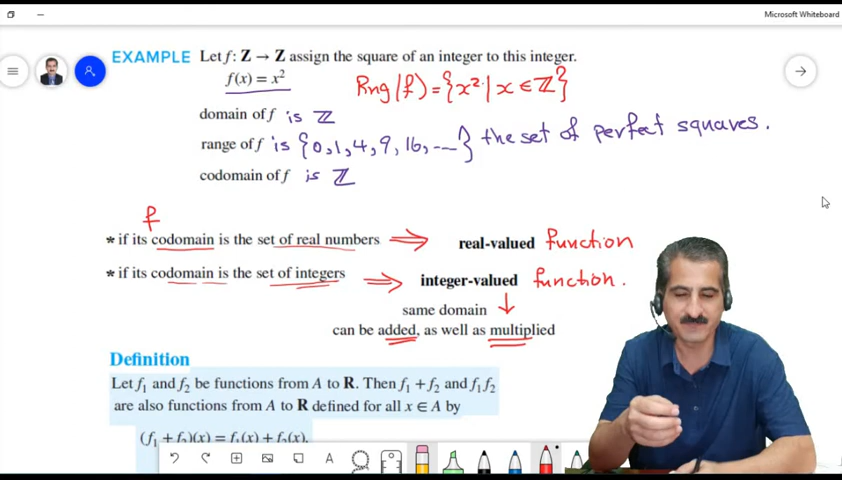 Microsoft Whiteboard
EXAMPLE Let f: Z → Z assign the square of an integer to this integer.
f(x) = x² Rng(f) = {x² | x ∈ ℤ}
domain of f is ℤ
range of f is {0, 1, 4, 9, 16, ...} the set of perfect squares.
codomain of f is ℤ
f
* if its codomain is the set of real numbers ⇒ real-valued function
* if its codomain is the set of integers ⇒ integer-valued function.
same domain ↓
can be added, as well as multiplied
Definition
Let f₁ and f₂ be functions from A to R. Then f₁ + f₂ and f₁f₂
are also functions from A to R defined for all x ∈ A by
(f₁ + f₂)(x) = f₁(x) + f₂(x),
A